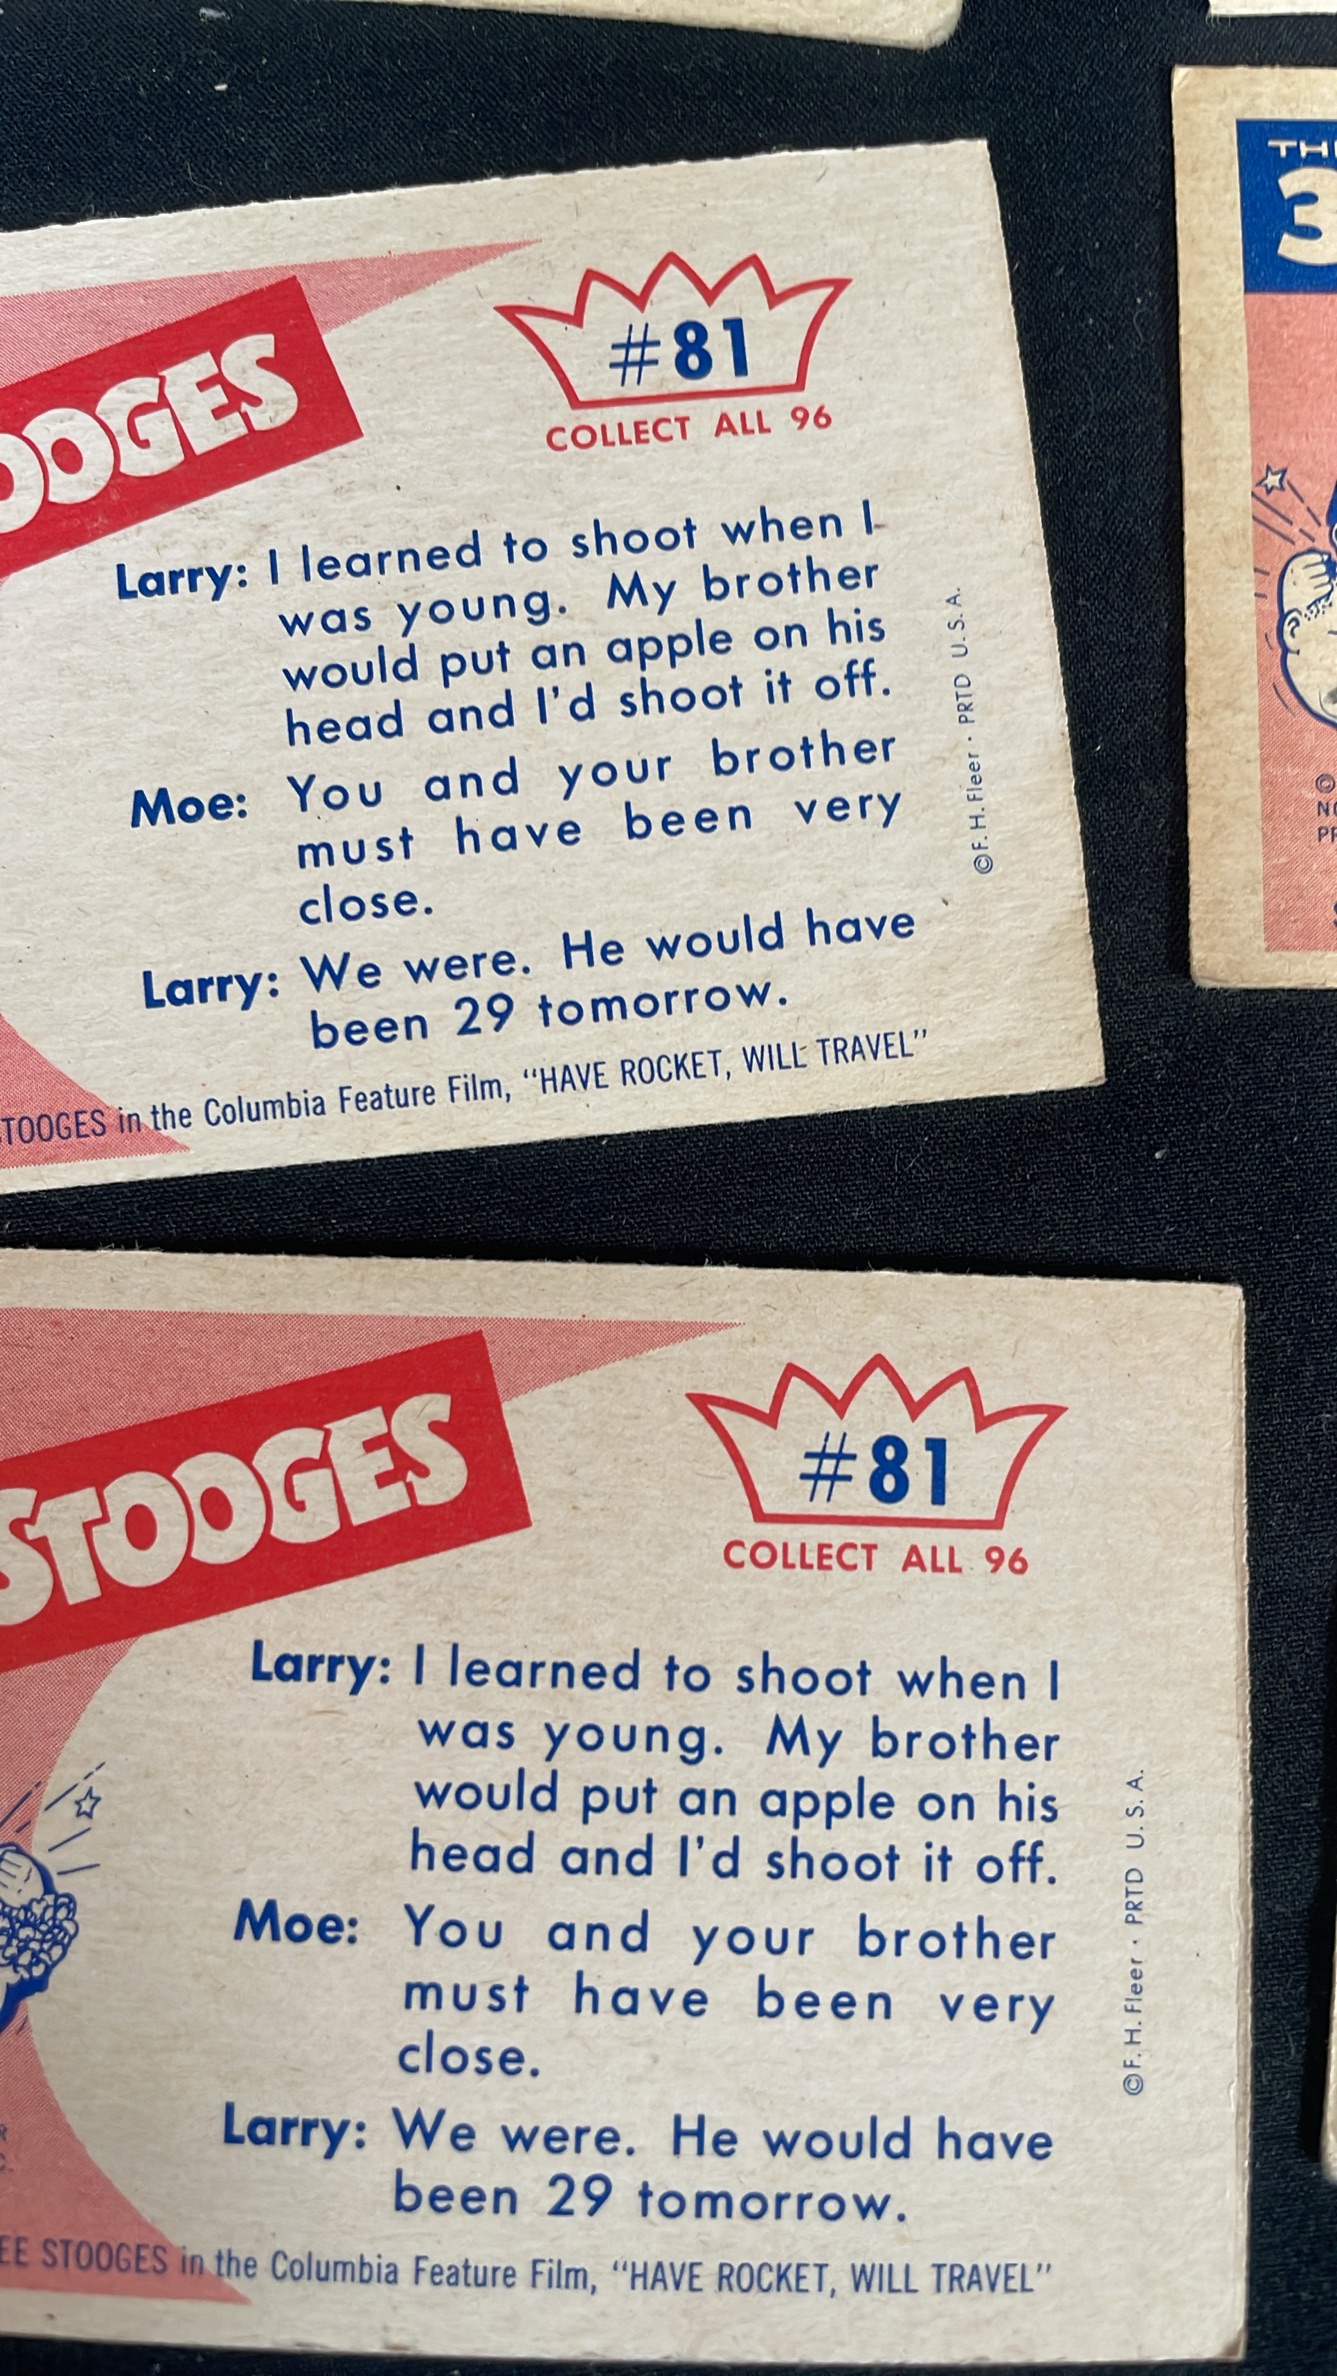 OOGES
#81
COLLECT ALL 96
Larry: I learned to shoot when I
was young. My brother
would put an apple on his
head and I'd shoot it off.
Moe: You and your brother
must have been very
close.
Larry: We were. He would have
been 29 tomorrow.
TOOGES in the Columbia Feature Film, "HAVE ROCKET, WILL TRAVEL"
©F. H. Fleer · PRTD U. S. A.
TH
3
©
N
PR
STOOGES
#81
COLLECT ALL 96
Larry: I learned to shoot when I
was young. My brother
would put an apple on his
head and I'd shoot it off.
Moe: You and your brother
must have been very
close.
Larry: We were. He would have
been 29 tomorrow.
EE STOOGES in the Columbia Feature Film, "HAVE ROCKET, WILL TRAVEL"
©F. H. Fleer · PRTD U. S. A.